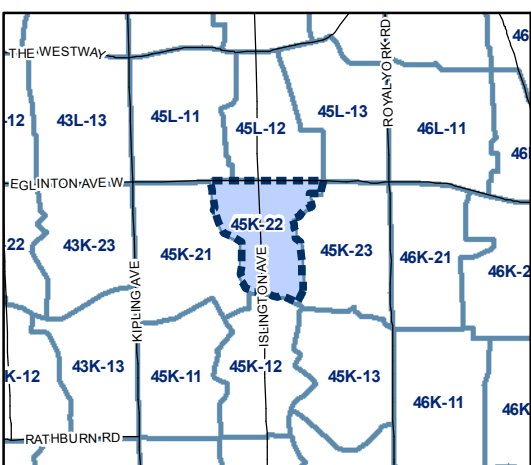 46
THE WESTWAY
ROYAL YORK RD
-12
43L-13
45L-11
45L-12
45L-13
46L-11
46
EGLINTON AVE W
22
43K-23
45K-21
45K-22
45K-23
46K-21
46K-2
KIPLING AVE
ISLINGTON AVE
K-12
43K-13
45K-11
45K-12
45K-13
46K-11
46K
RATHBURN RD